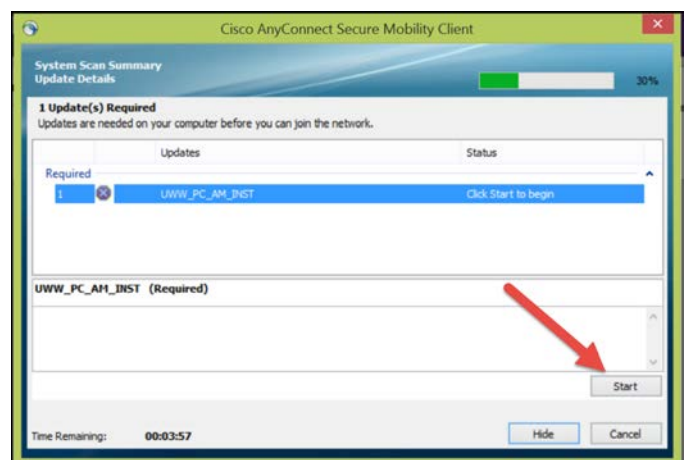 Cisco AnyConnect Secure Mobility Client
System Scan Summary
Update Details
30%
1 Update(s) Required
Updates are needed on your computer before you can join the network.
Updates Status
Required
1 UWW_PC_AM_INST Click Start to begin
UWW_PC_AM_INST (Required)
Start
Time Remaining: 00:03:57 Hide Cancel